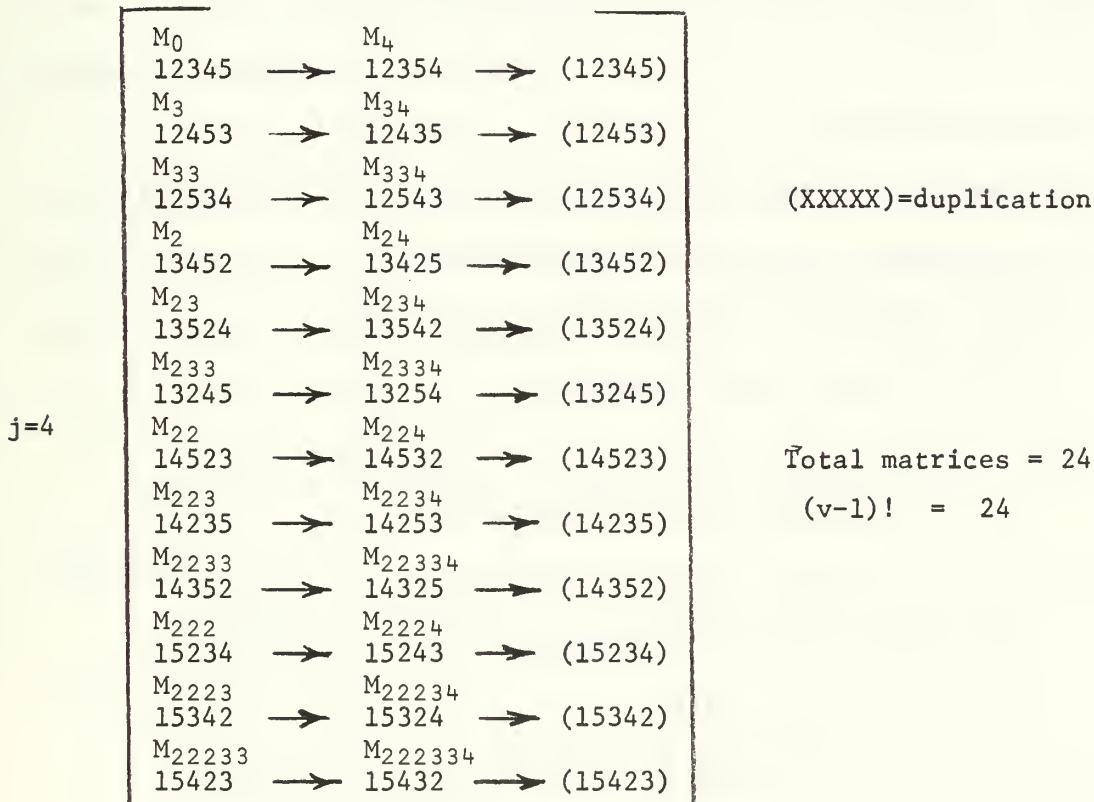 M₀ M₄
12345 → 12354 → (12345)
M₃ M₃₄
12453 → 12435 → (12453)
M₃₃ M₃₃₄
12534 → 12543 → (12534) (XXXXX)=duplication
M₂ M₂₄
13452 → 13425 → (13452)
M₂₃ M₂₃₄
13524 → 13542 → (13524)
M₂₃₃ M₂₃₃₄
13245 → 13254 → (13245)
j=4
M₂₂ M₂₂₄
14523 → 14532 → (14523) Total matrices = 24
M₂₂₃ M₂₂₃₄ (v-1)! = 24
14235 → 14253 → (14235)
M₂₂₃₃ M₂₂₃₃₄
14352 → 14325 → (14352)
M₂₂₂ M₂₂₂₄
15234 → 15243 → (15234)
M₂₂₂₃ M₂₂₂₃₄
15342 → 15324 → (15342)
M₂₂₂₃₃ M₂₂₂₃₃₄
15423 → 15432 → (15423)